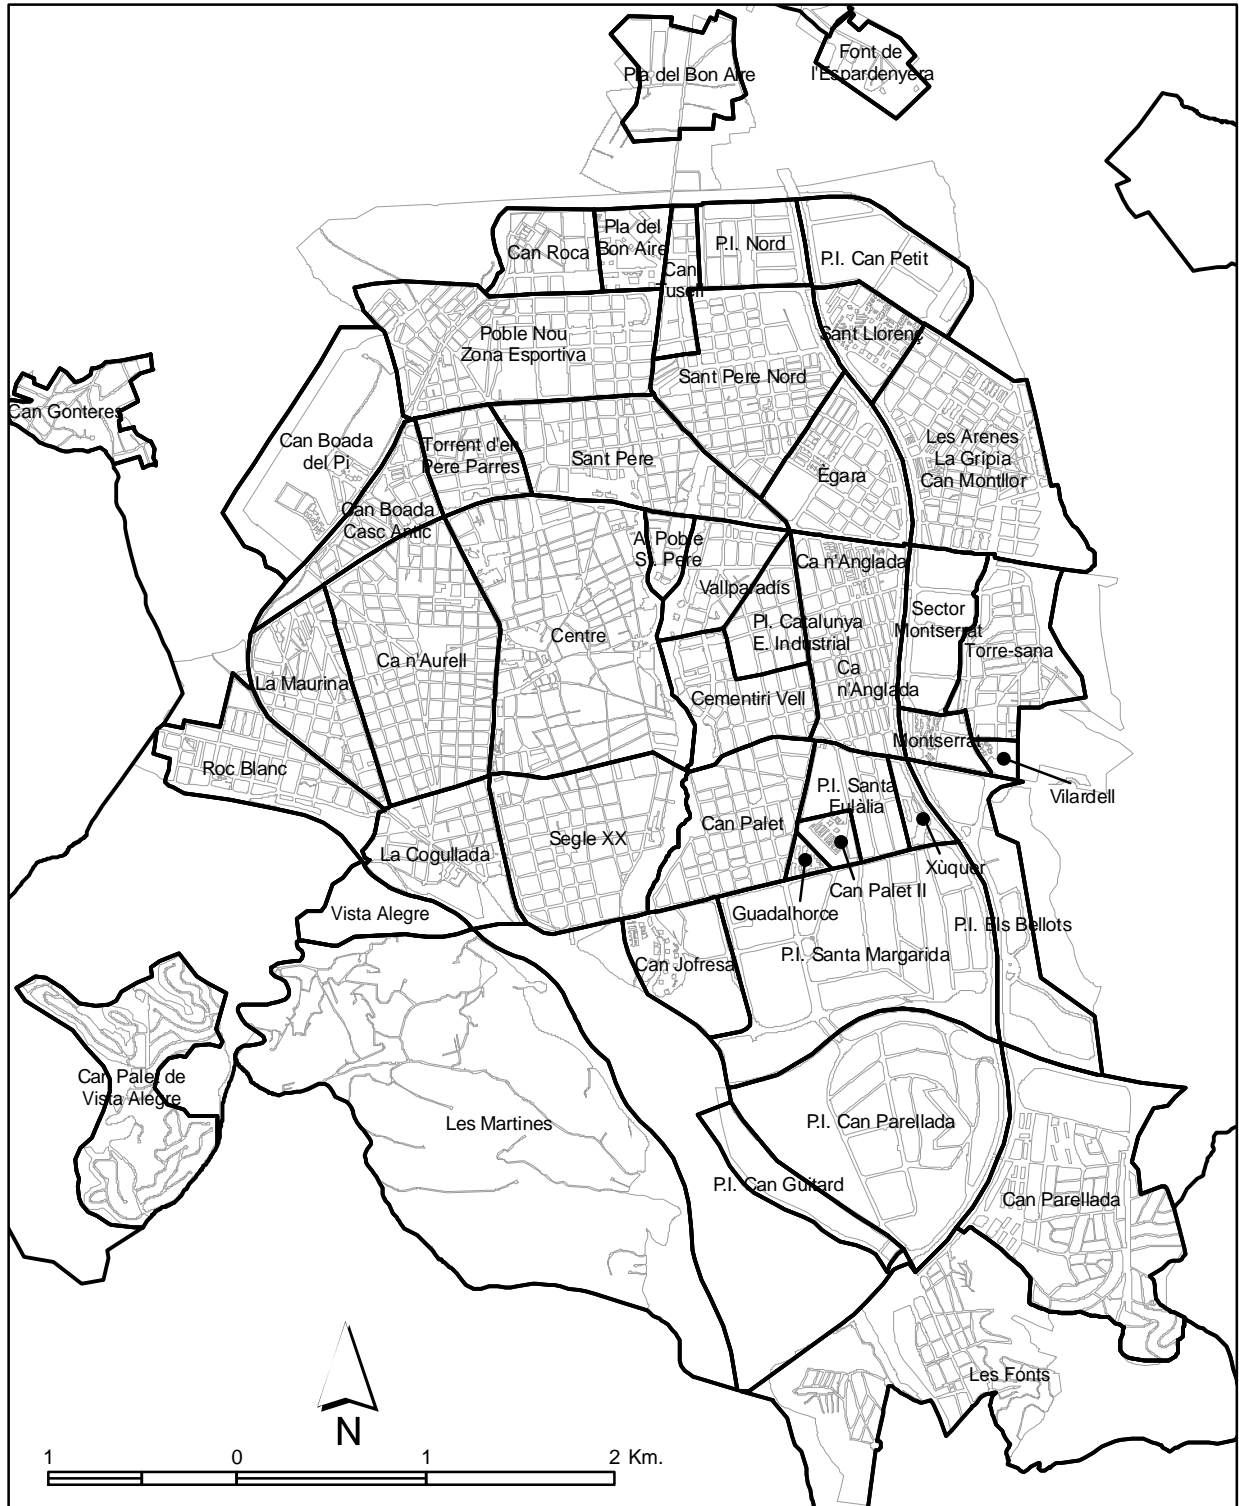 Font de
l'Espardenyera
Pla del Bon Aire
Pla del
Bon Aire
Can Roca
P.I. Nord
P.I. Can Petit
Can
Tusell
Poble Nou
Zona Esportiva
Sant Llorenç
Sant Pere Nord
Can Gonteres
Can Boada
del Pi
Torrent d'en
Pere Parres
Sant Pere
Ègara
Les Arenes
La Grípia
Can Montllor
Can Boada
Casc Antic
A. Poble
S. Pere
Ca n'Anglada
Vallparadís
Sector
Montserrat
Pl. Catalunya
E. Industrial
Centre
Torre-sana
Ca n'Aurell
Ca
n'Anglada
La Maurina
Cementiri Vell
Montserrat
Roc Blanc
P.I. Santa
Eulàlia
Vilardell
Can Palet
Segle XX
La Cogullada
Xúquer
Can Palet II
Guadalhorce
Vista Alegre
P.I. Els Bellots
P.I. Santa Margarida
Can Jofresa
Can Palet de
Vista Alegre
Les Martines
P.I. Can Parellada
P.I. Can Guitard
Can Parellada
Les Fonts
N
1 0 1 2 Km.